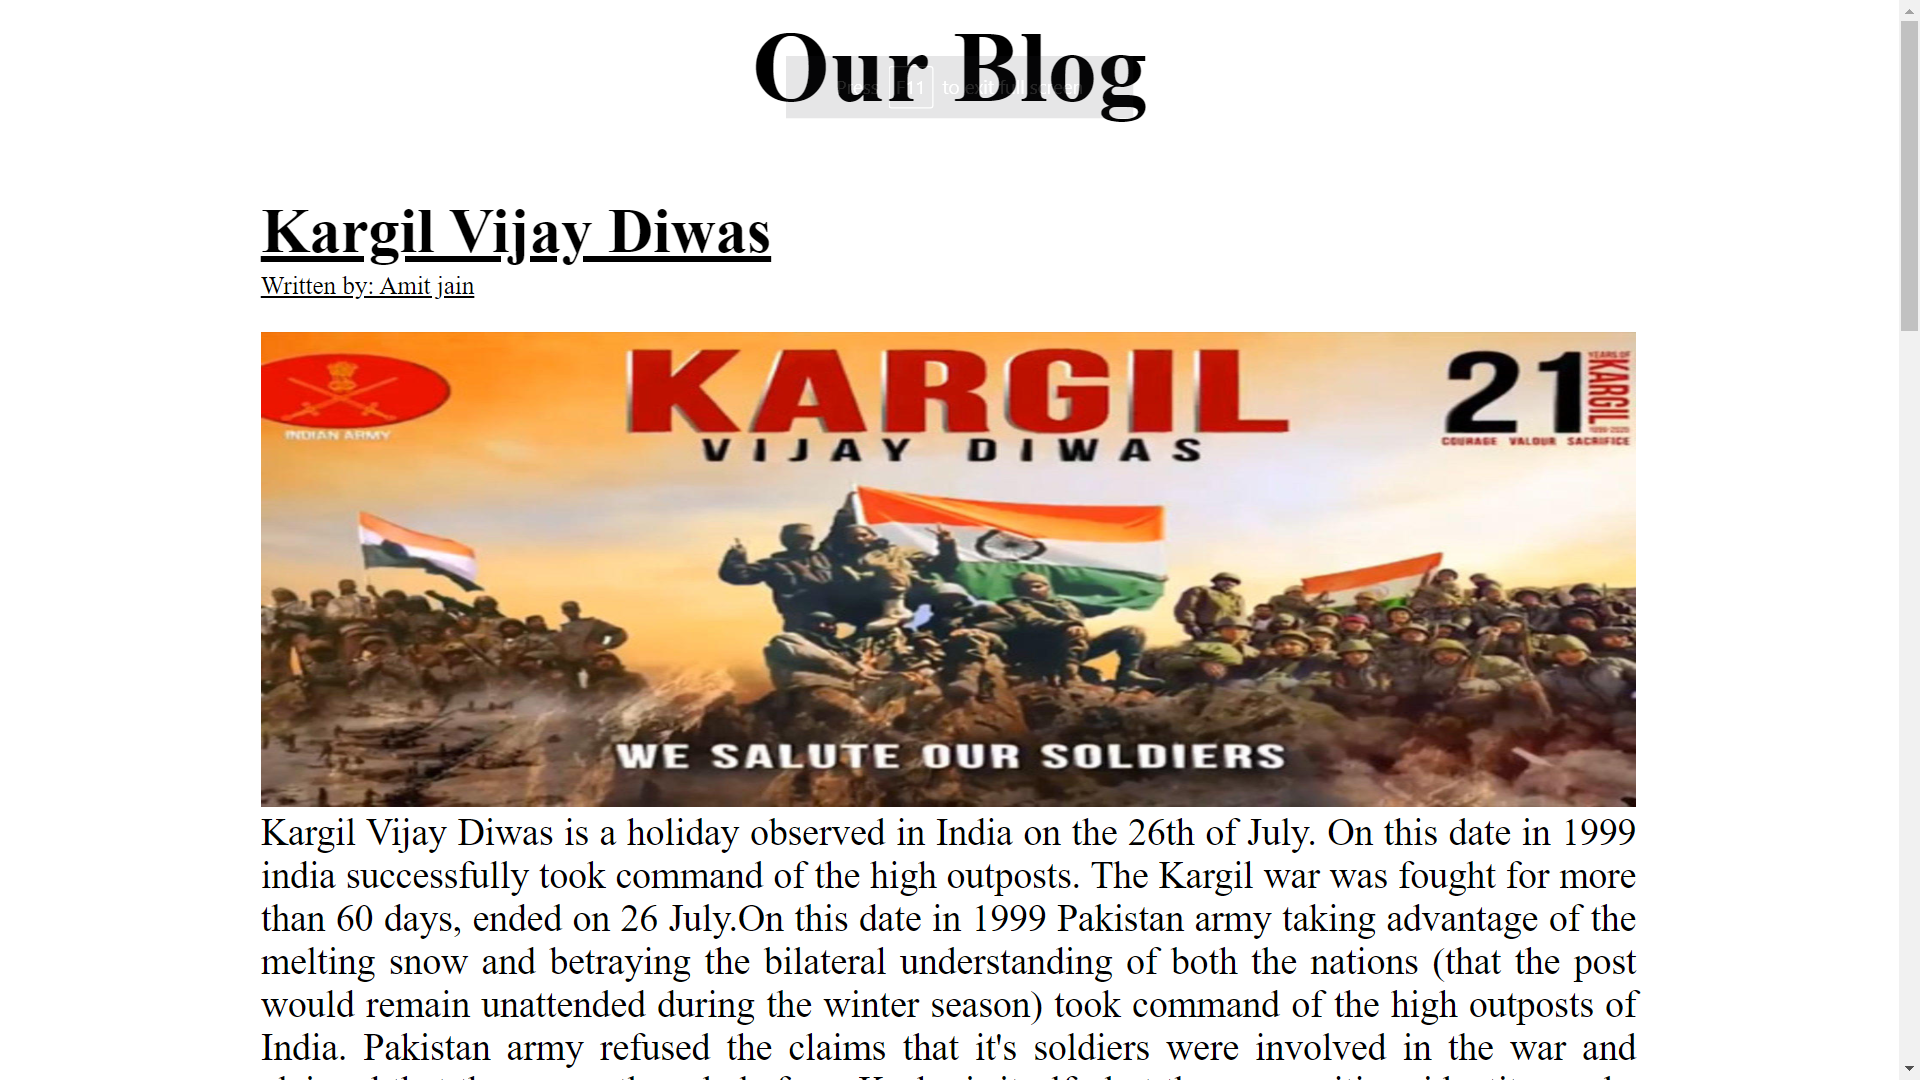 Our Blog
Press F11 to exit full screen
Kargil Vijay Diwas
Written by: Amit jain
KARGIL
VIJAY DIWAS
INDIAN ARMY
21
YEARS OF
KARGIL
1999-2020
COURAGE VALOUR SACRIFICE
WE SALUTE OUR SOLDIERS
Kargil Vijay Diwas is a holiday observed in India on the 26th of July. On this date in 1999
india successfully took command of the high outposts. The Kargil war was fought for more
than 60 days, ended on 26 July.On this date in 1999 Pakistan army taking advantage of the
melting snow and betraying the bilateral understanding of both the nations (that the post
would remain unattended during the winter season) took command of the high outposts of
India. Pakistan army refused the claims that it's soldiers were involved in the war and